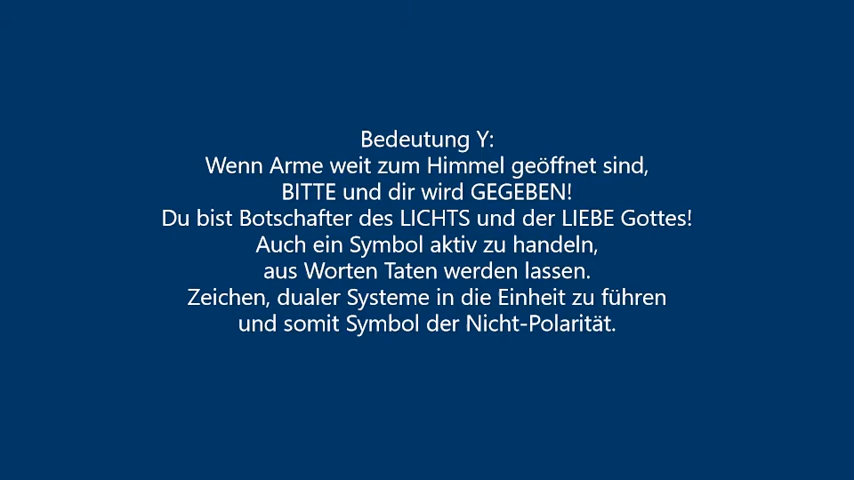 Bedeutung Y:
Wenn Arme weit zum Himmel geöffnet sind,
BITTE und dir wird GEGEBEN!
Du bist Botschafter des LICHTS und der LIEBE Gottes!
Auch ein Symbol aktiv zu handeln,
aus Worten Taten werden lassen.
Zeichen, dualer Systeme in die Einheit zu führen
und somit Symbol der Nicht-Polarität.